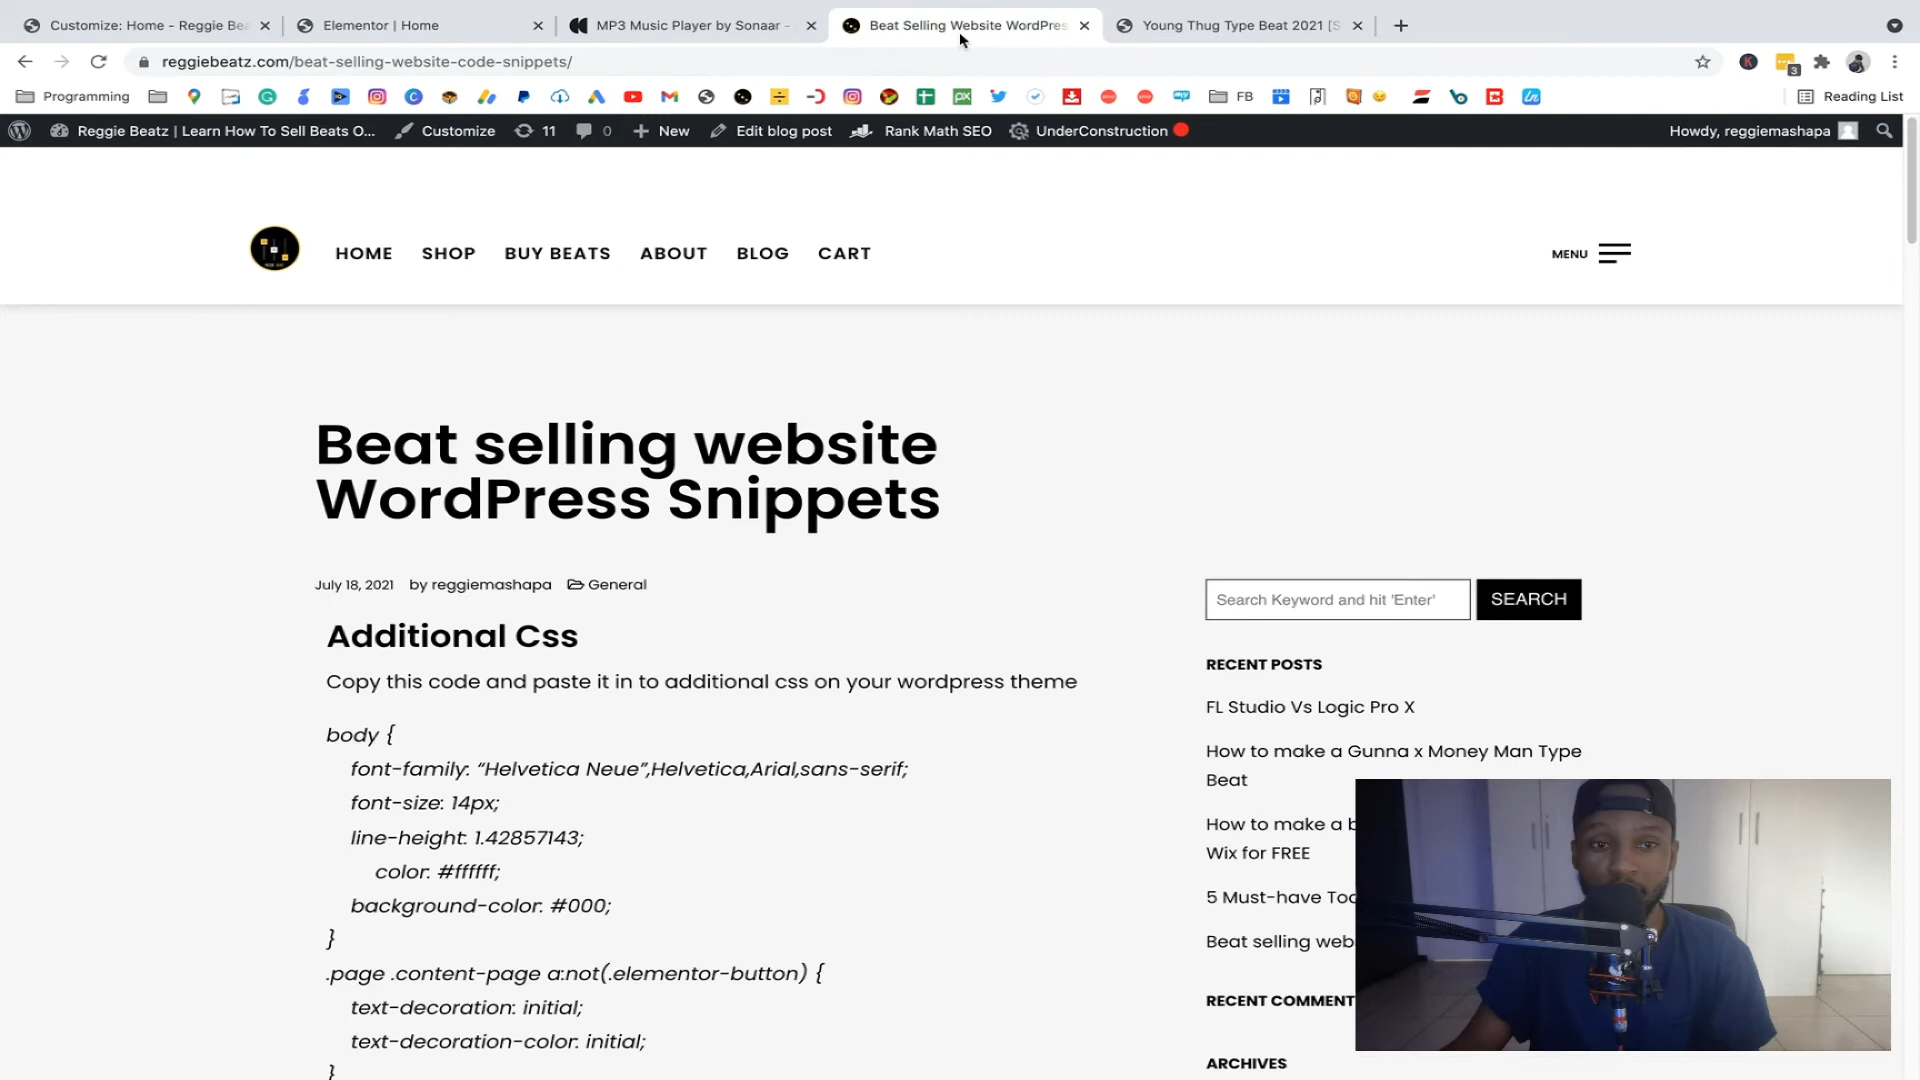 Customize: Home - Reggie Bea
Elementor | Home
MP3 Music Player by Sonaar -
Beat Selling Website WordPres
Young Thug Type Beat 2021 [S
reggiebeatz.com/beat-selling-website-code-snippets/
Programming
FB
Reading List
Reggie Beatz | Learn How To Sell Beats O...
Customize
11
0
New
Edit blog post
Rank Math SEO
UnderConstruction
Howdy, reggiemashapa
HOME
SHOP
BUY BEATS
ABOUT
BLOG
CART
MENU
Beat selling website
WordPress Snippets
July 18, 2021 by reggiemashapa General
Additional Css
Copy this code and paste it in to additional css on your wordpress theme
body {
font-family: “Helvetica Neue”,Helvetica,Arial,sans-serif;
font-size: 14px;
line-height: 1.42857143;
color: #ffffff;
background-color: #000;
}
.page .content-page a:not(.elementor-button) {
text-decoration: initial;
text-decoration-color: initial;
}
Search Keyword and hit 'Enter'
SEARCH
RECENT POSTS
FL Studio Vs Logic Pro X
How to make a Gunna x Money Man Type
Beat
How to make a b
Wix for FREE
5 Must-have Too
Beat selling web
RECENT COMMENT
ARCHIVES